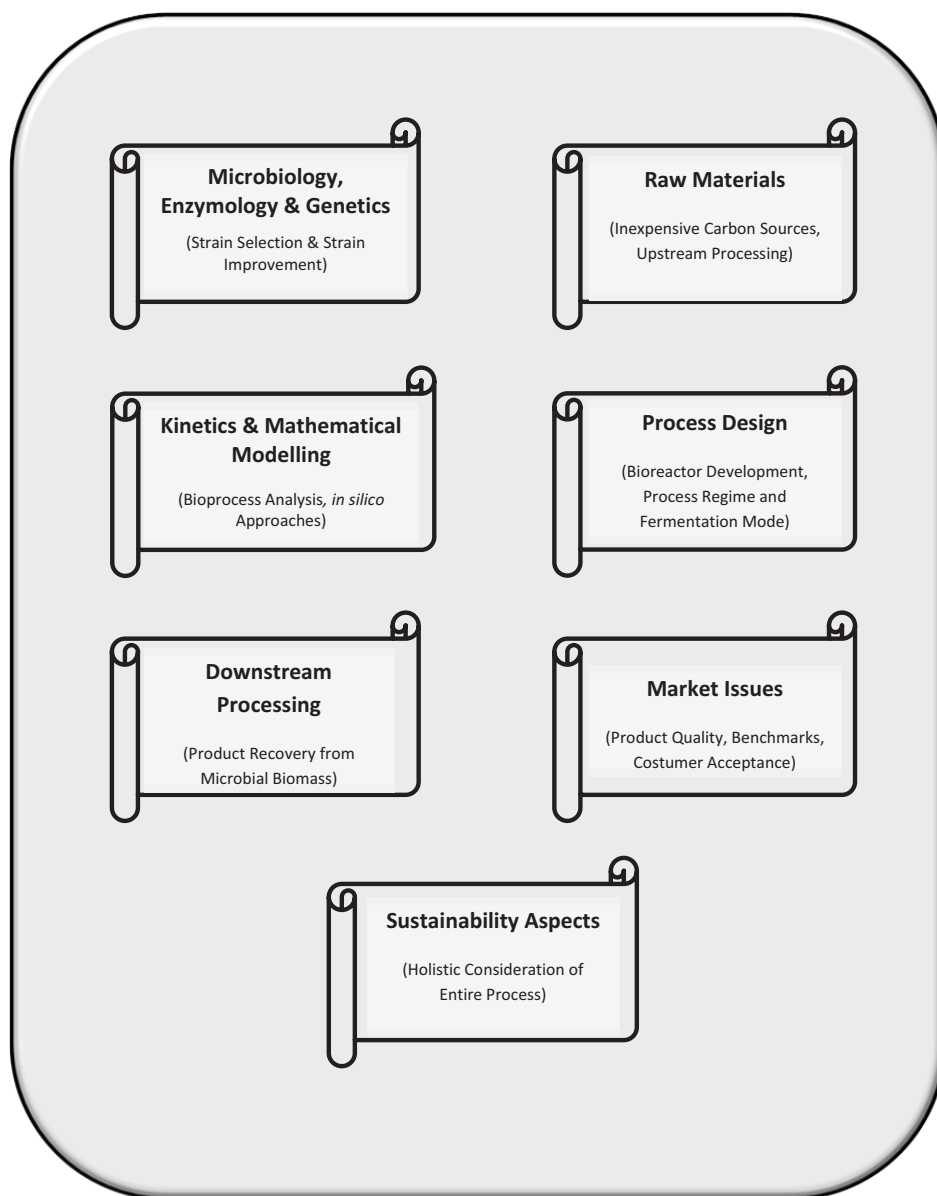 Microbiology,
Enzymology & Genetics
(Strain Selection & Strain
Improvement)
Raw Materials
(Inexpensive Carbon Sources,
Upstream Processing)
Kinetics & Mathematical
Modelling
(Bioprocess Analysis, in silico
Approaches)
Process Design
(Bioreactor Development,
Process Regime and
Fermentation Mode)
Downstream
Processing
(Product Recovery from
Microbial Biomass)
Market Issues
(Product Quality, Benchmarks,
Costumer Acceptance)
Sustainability Aspects
(Holistic Consideration of
Entire Process)